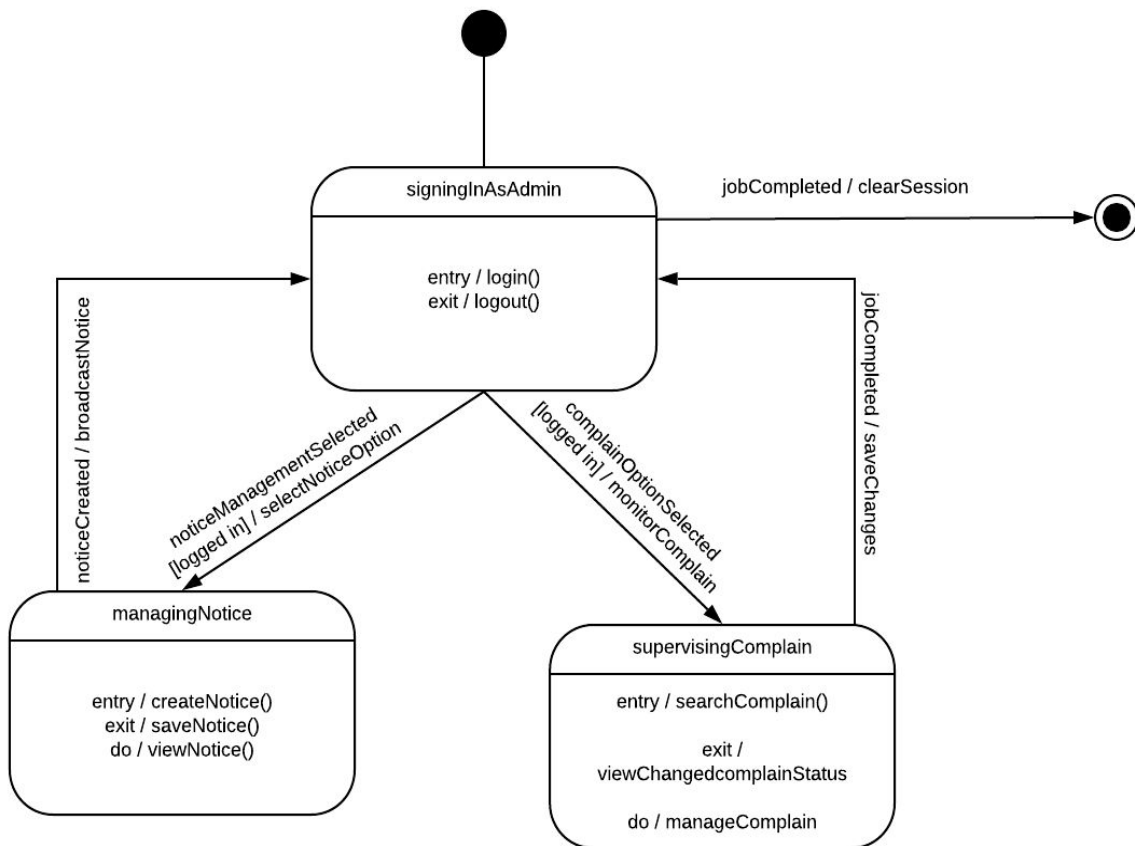 signingInAsAdmin
entry / login()
exit / logout()
jobCompleted / clearSession
noticeCreated / broadcastNotice
noticeManagementSelected
[logged in] / selectNoticeOption
complainOptionSelected
[logged in] / monitorComplain
jobCompleted / saveChanges
managingNotice
entry / createNotice()
exit / saveNotice()
do / viewNotice()
supervisingComplain
entry / searchComplain()
exit /
viewChangedcomplainStatus
do / manageComplain